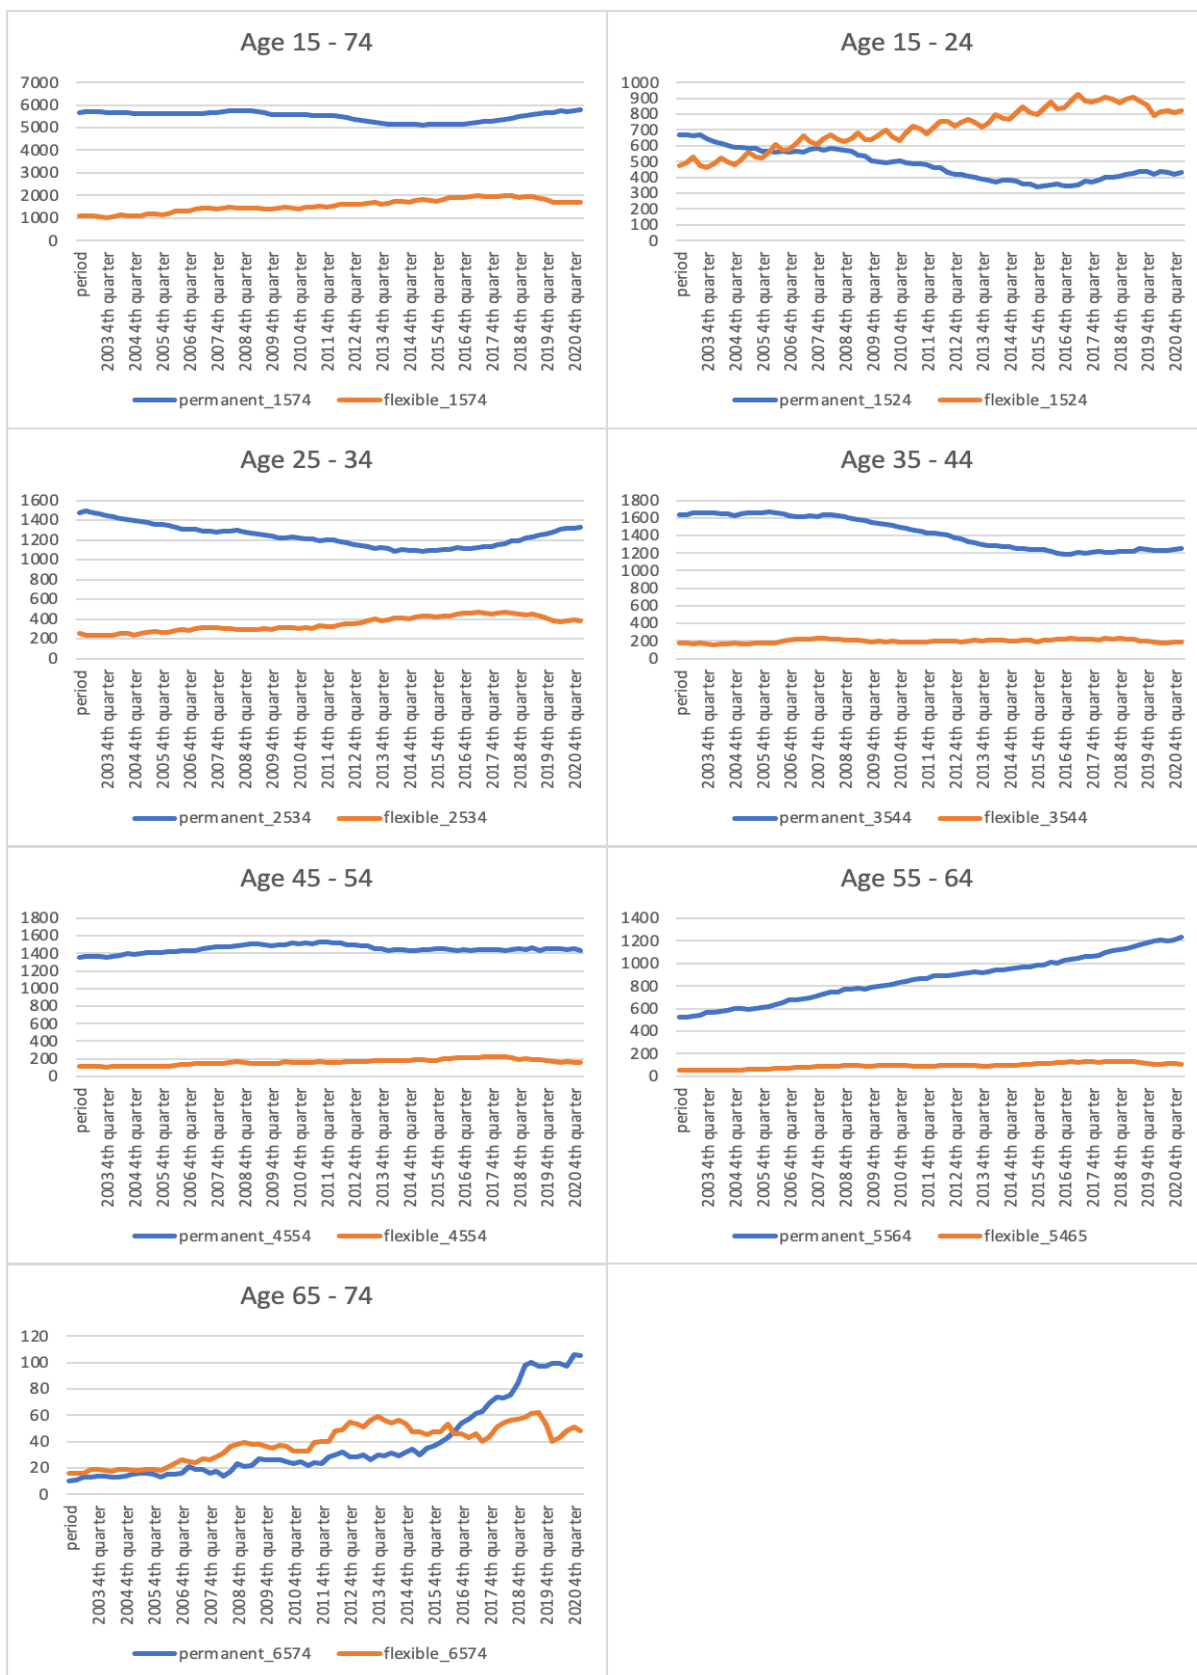 Age 15 - 74
7000
6000
5000
4000
3000
2000
1000
0
period
2003 4th quarter
2004 4th quarter
2005 4th quarter
2006 4th quarter
2007 4th quarter
2008 4th quarter
2009 4th quarter
2010 4th quarter
2011 4th quarter
2012 4th quarter
2013 4th quarter
2014 4th quarter
2015 4th quarter
2016 4th quarter
2017 4th quarter
2018 4th quarter
2019 4th quarter
2020 4th quarter
permanent_1574 flexible_1574
Age 15 - 24
1000
900
800
700
600
500
400
300
200
100
0
period
2003 4th quarter
2004 4th quarter
2005 4th quarter
2006 4th quarter
2007 4th quarter
2008 4th quarter
2009 4th quarter
2010 4th quarter
2011 4th quarter
2012 4th quarter
2013 4th quarter
2014 4th quarter
2015 4th quarter
2016 4th quarter
2017 4th quarter
2018 4th quarter
2019 4th quarter
2020 4th quarter
permanent_1524 flexible_1524
Age 25 - 34
1600
1400
1200
1000
800
600
400
200
0
period
2003 4th quarter
2004 4th quarter
2005 4th quarter
2006 4th quarter
2007 4th quarter
2008 4th quarter
2009 4th quarter
2010 4th quarter
2011 4th quarter
2012 4th quarter
2013 4th quarter
2014 4th quarter
2015 4th quarter
2016 4th quarter
2017 4th quarter
2018 4th quarter
2019 4th quarter
2020 4th quarter
permanent_2534 flexible_2534
Age 35 - 44
1800
1600
1400
1200
1000
800
600
400
200
0
period
2003 4th quarter
2004 4th quarter
2005 4th quarter
2006 4th quarter
2007 4th quarter
2008 4th quarter
2009 4th quarter
2010 4th quarter
2011 4th quarter
2012 4th quarter
2013 4th quarter
2014 4th quarter
2015 4th quarter
2016 4th quarter
2017 4th quarter
2018 4th quarter
2019 4th quarter
2020 4th quarter
permanent_3544 flexible_3544
Age 45 - 54
1800
1600
1400
1200
1000
800
600
400
200
0
period
2003 4th quarter
2004 4th quarter
2005 4th quarter
2006 4th quarter
2007 4th quarter
2008 4th quarter
2009 4th quarter
2010 4th quarter
2011 4th quarter
2012 4th quarter
2013 4th quarter
2014 4th quarter
2015 4th quarter
2016 4th quarter
2017 4th quarter
2018 4th quarter
2019 4th quarter
2020 4th quarter
permanent_4554 flexible_4554
Age 55 - 64
1400
1200
1000
800
600
400
200
0
period
2003 4th quarter
2004 4th quarter
2005 4th quarter
2006 4th quarter
2007 4th quarter
2008 4th quarter
2009 4th quarter
2010 4th quarter
2011 4th quarter
2012 4th quarter
2013 4th quarter
2014 4th quarter
2015 4th quarter
2016 4th quarter
2017 4th quarter
2018 4th quarter
2019 4th quarter
2020 4th quarter
permanent_5564 flexible_5465
Age 65 - 74
120
100
80
60
40
20
0
period
2003 4th quarter
2004 4th quarter
2005 4th quarter
2006 4th quarter
2007 4th quarter
2008 4th quarter
2009 4th quarter
2010 4th quarter
2011 4th quarter
2012 4th quarter
2013 4th quarter
2014 4th quarter
2015 4th quarter
2016 4th quarter
2017 4th quarter
2018 4th quarter
2019 4th quarter
2020 4th quarter
permanent_6574 flexible_6574